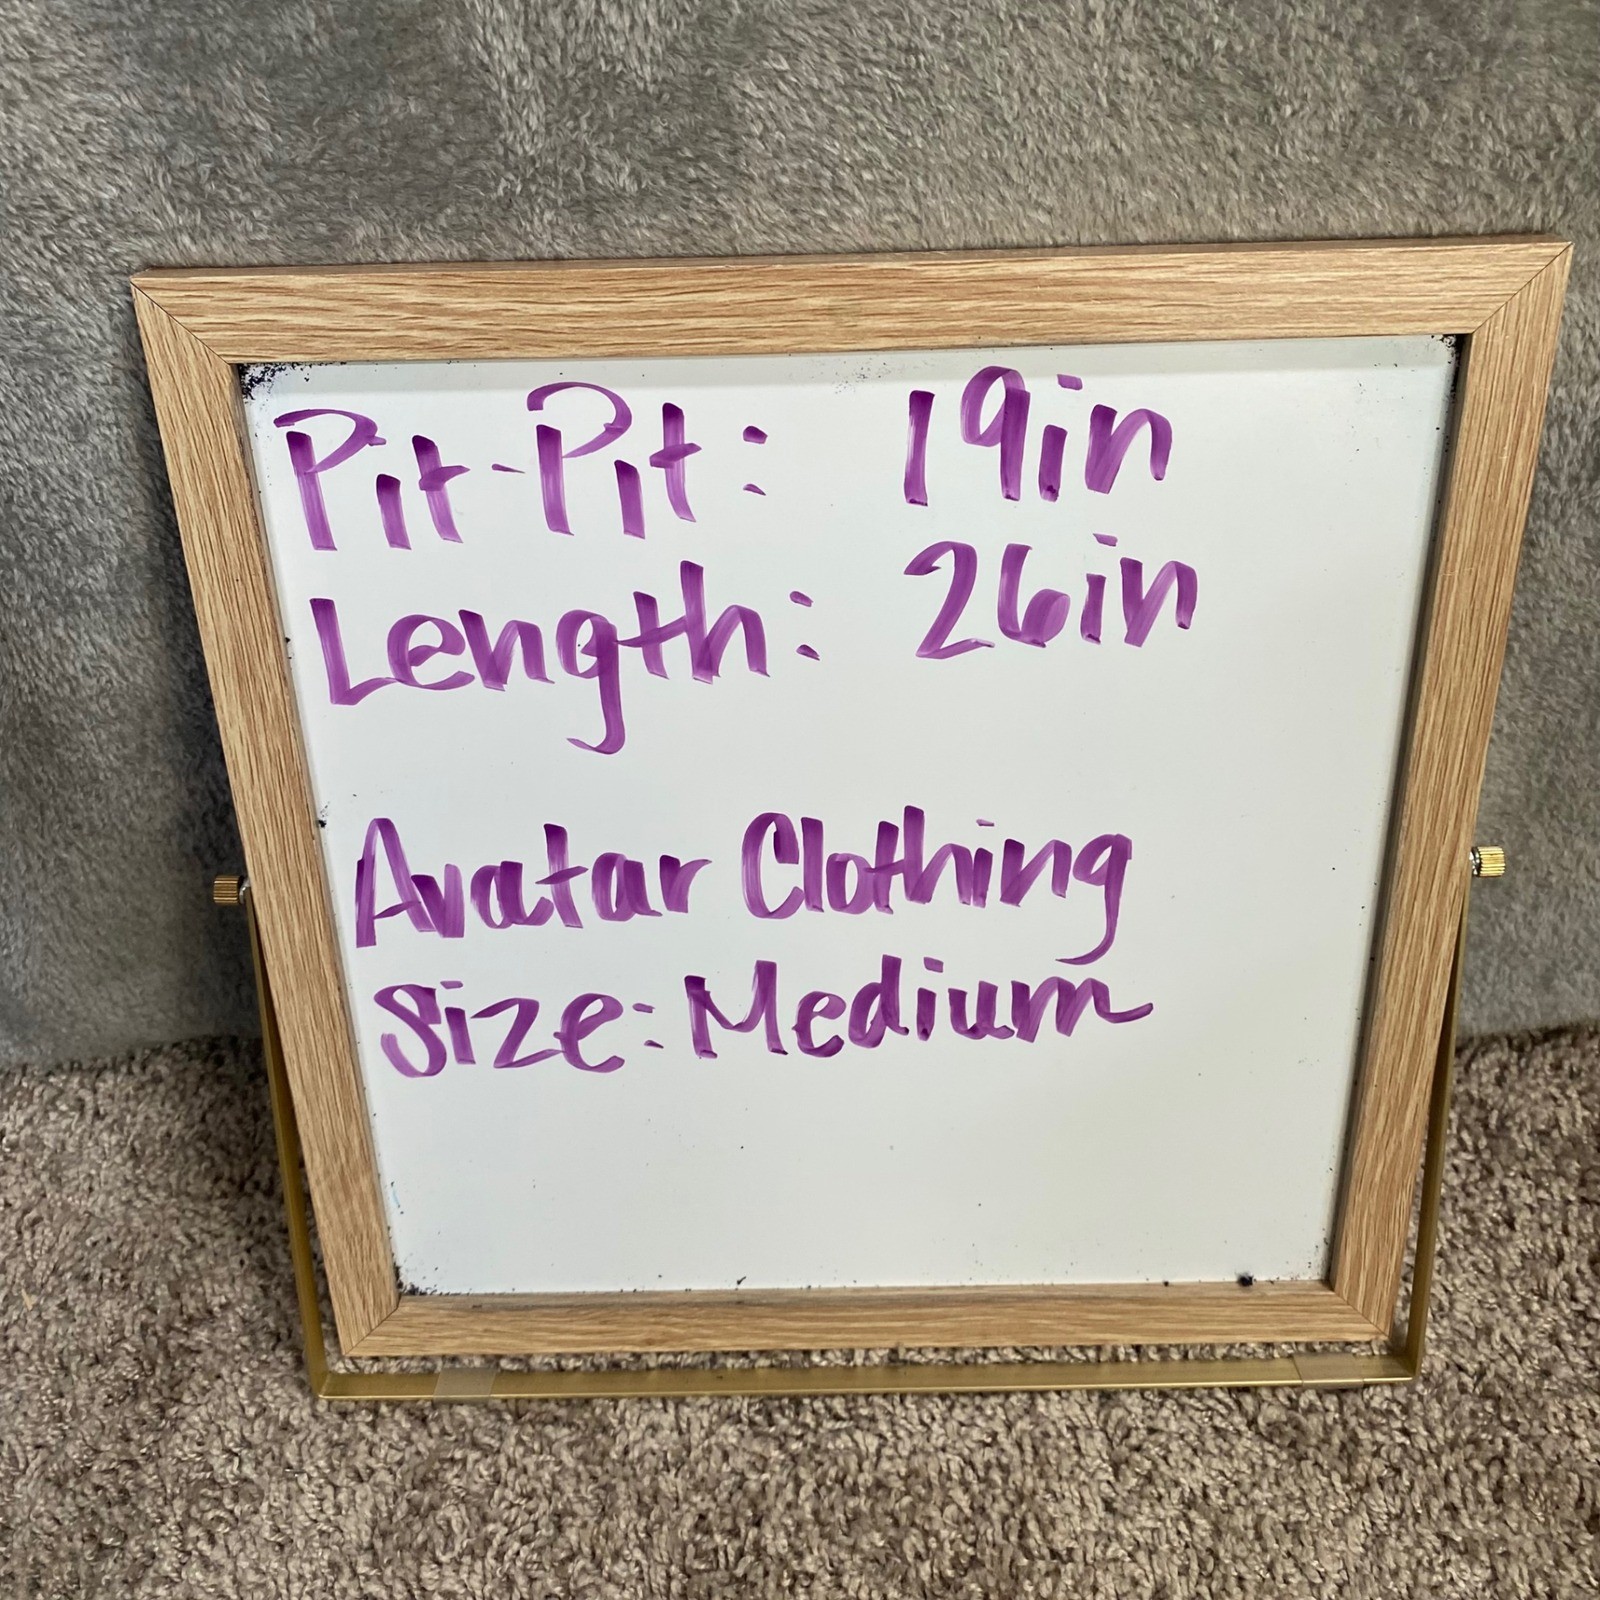 Pit-Pit: 19in
Length: 26in
Avatar Clothing
Size: Medium